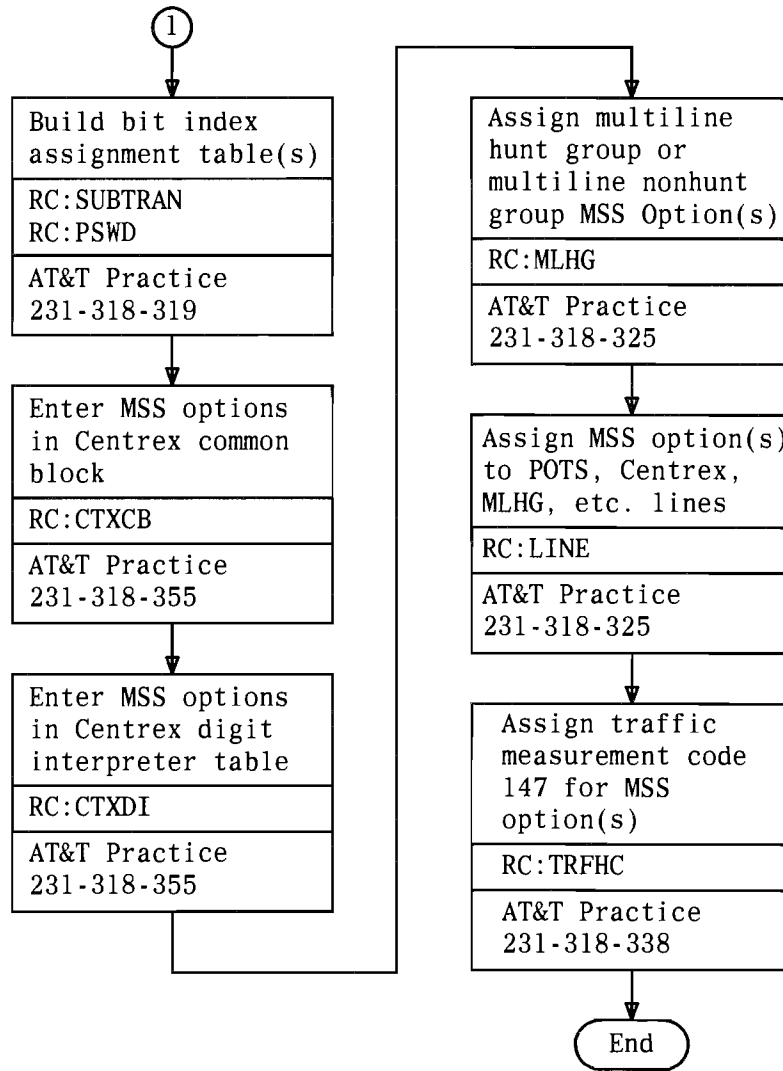 1
Build bit index
assignment table(s)
RC:SUBTRAN
RC:PSWD
AT&T Practice
231-318-319
Enter MSS options
in Centrex common
block
RC:CTXCB
AT&T Practice
231-318-355
Enter MSS options
in Centrex digit
interpreter table
RC:CTXDI
AT&T Practice
231-318-355
Assign multiline
hunt group or
multiline nonhunt
group MSS Option(s)
RC:MLHG
AT&T Practice
231-318-325
Assign MSS option(s)
to POTS, Centrex,
MLHG, etc. lines
RC:LINE
AT&T Practice
231-318-325
Assign traffic
measurement code
147 for MSS
option(s)
RC:TRFHC
AT&T Practice
231-318-338
End